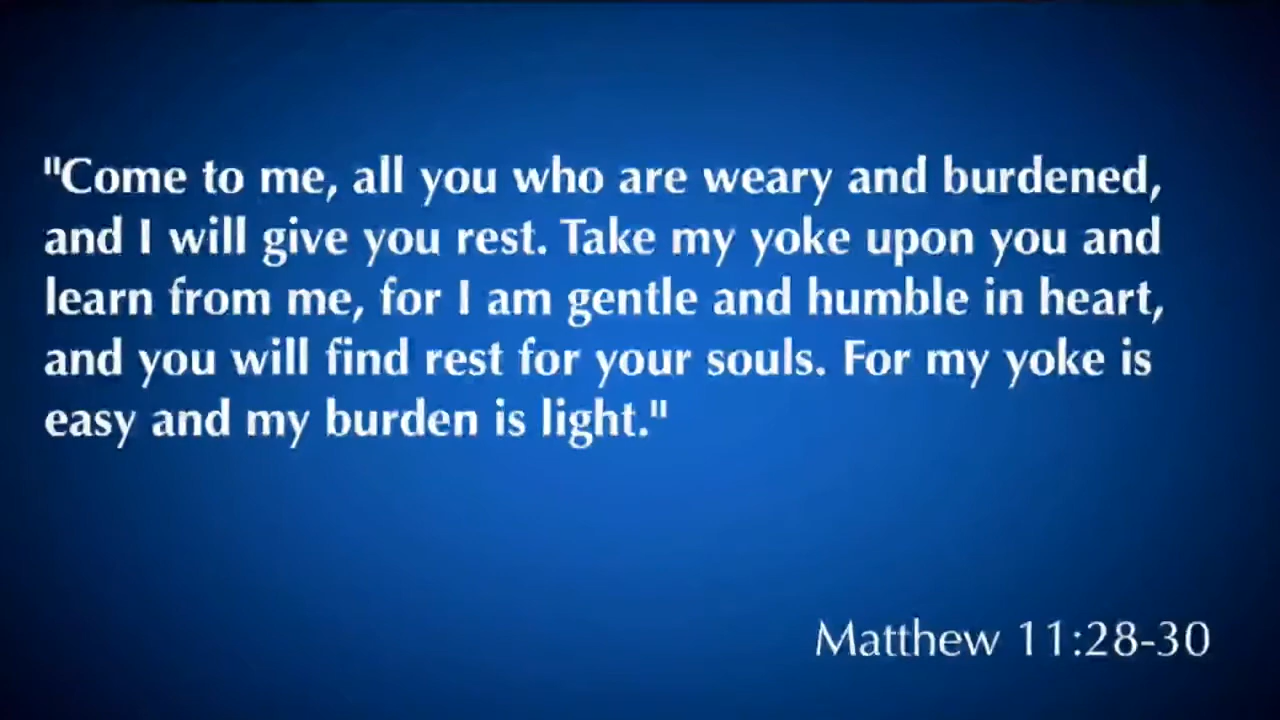 "Come to me, all you who are weary and burdened,
and I will give you rest. Take my yoke upon you and
learn from me, for I am gentle and humble in heart,
and you will find rest for your souls. For my yoke is
easy and my burden is light."
Matthew 11:28-30